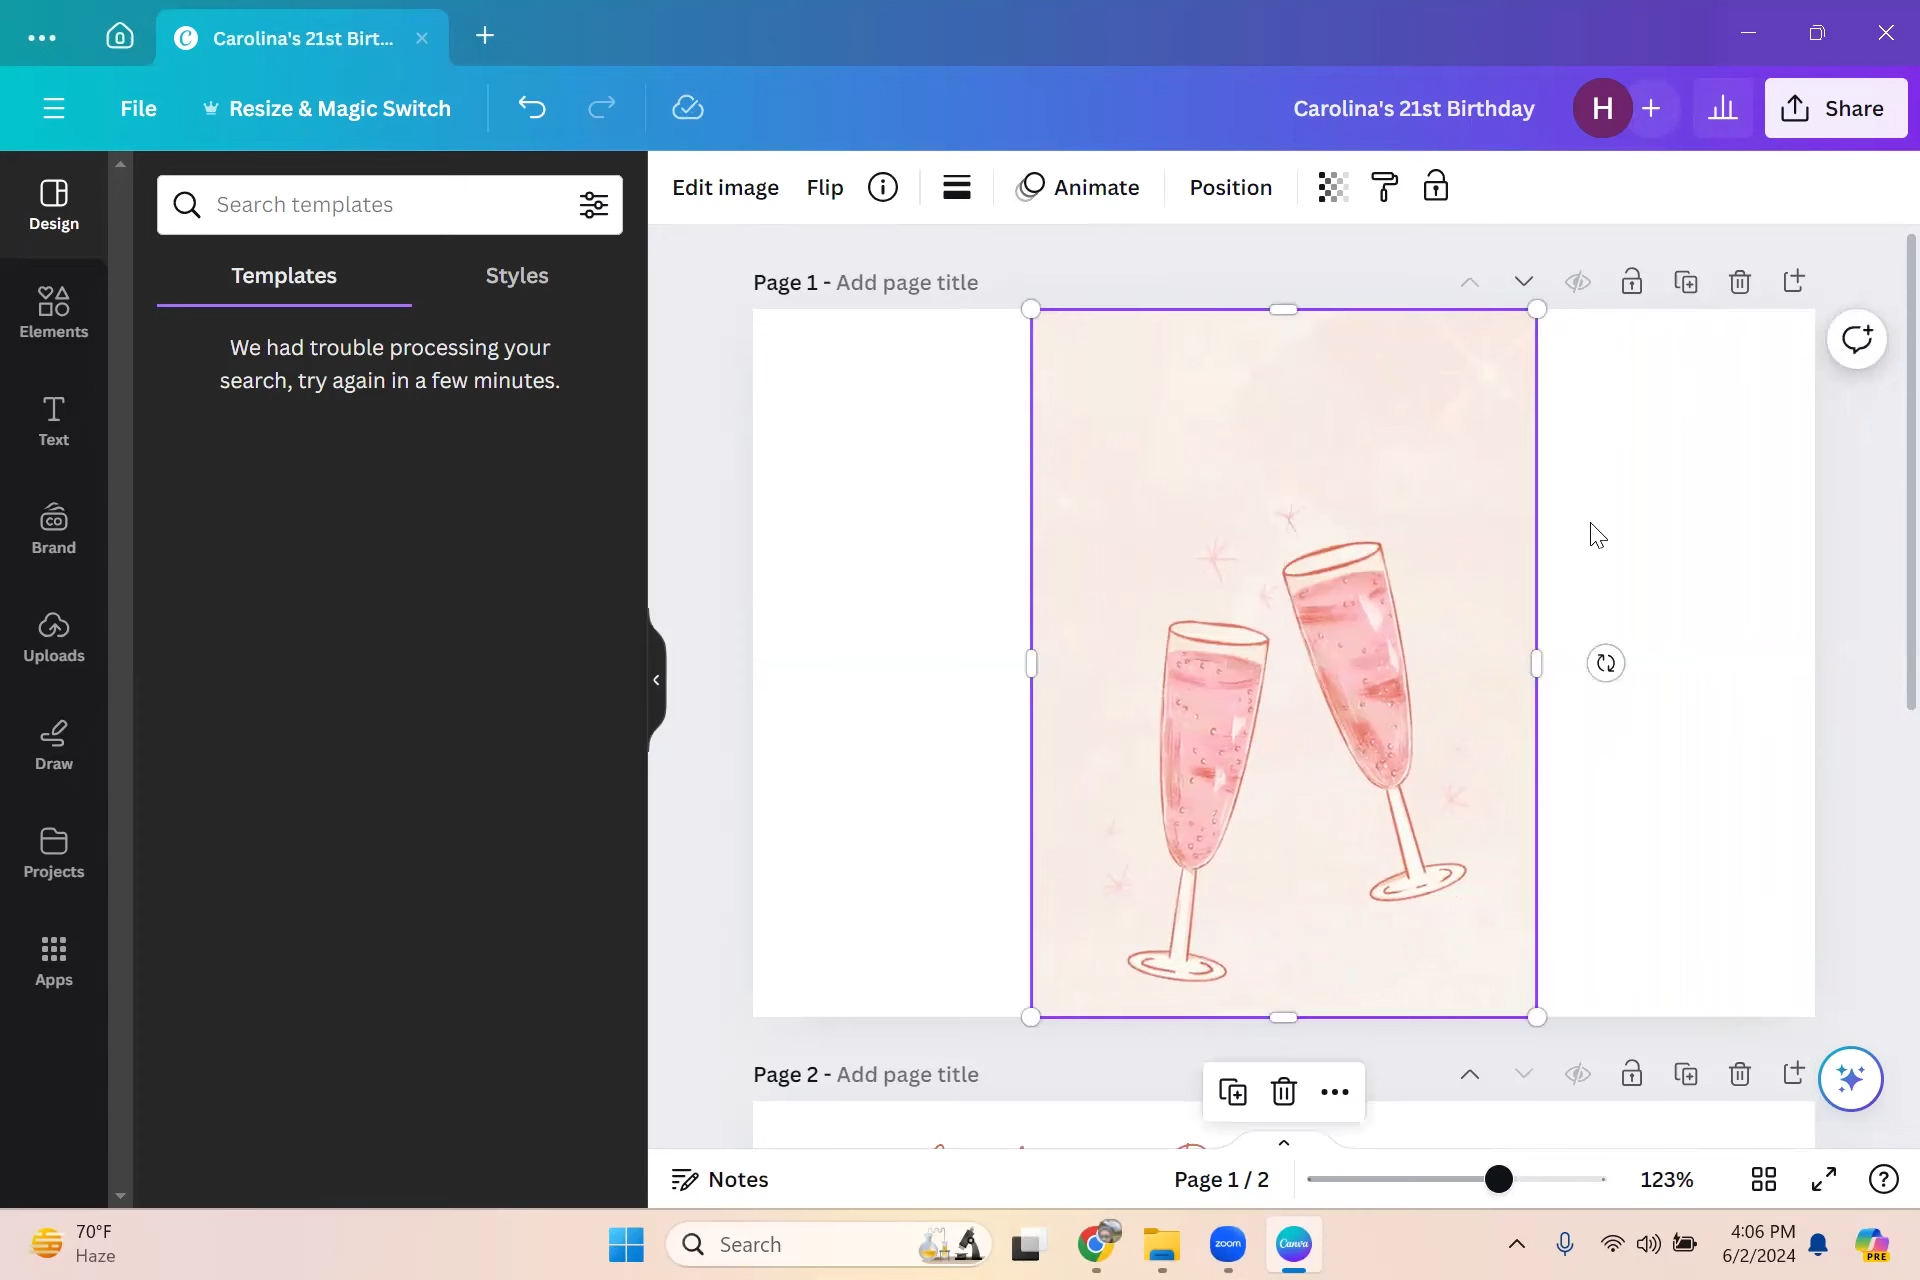 Carolina's 21st Birt...
File
Resize & Magic Switch
Carolina's 21st Birthday
H
Share
Design
Elements
Text
Brand
Uploads
Draw
Projects
Apps
Search templates
Templates
Styles
We had trouble processing your
search, try again in a few minutes.
Edit image
Flip
Animate
Position
Page 1 - Add page title
Page 2 - Add page title
Notes
Page 1 / 2
123%
70°F
Haze
Search
zoom
Canva
4:06 PM
6/2/2024
PRE